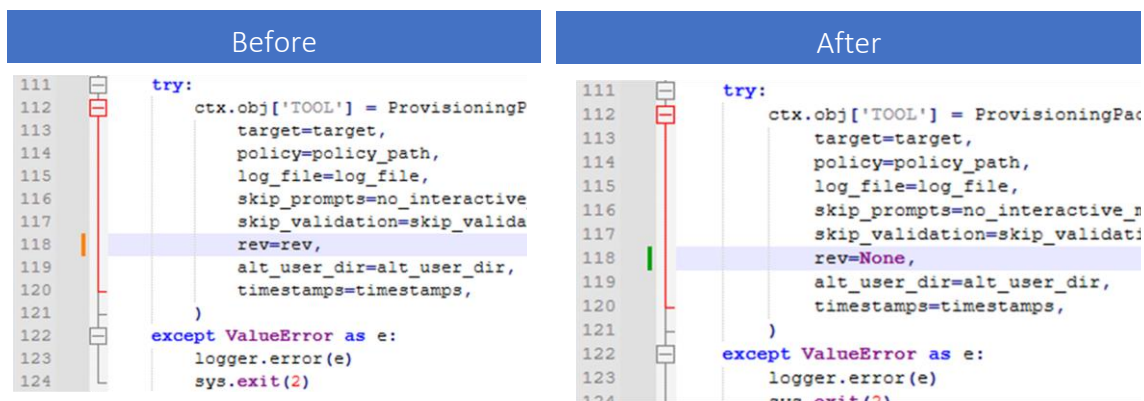 Before
111 try:
112 ctx.obj['TOOL'] = ProvisioningP
113 target=target,
114 policy=policy_path,
115 log_file=log_file,
116 skip_prompts=no_interactive
117 skip_validation=skip_valida
118 rev=rev,
119 alt_user_dir=alt_user_dir,
120 timestamps=timestamps,
121 )
122 except ValueError as e:
123 logger.error(e)
124 sys.exit(2)
After
111 try:
112 ctx.obj['TOOL'] = ProvisioningPac
113 target=target,
114 policy=policy_path,
115 log_file=log_file,
116 skip_prompts=no_interactive_m
117 skip_validation=skip_validati
118 rev=None,
119 alt_user_dir=alt_user_dir,
120 timestamps=timestamps,
121 )
122 except ValueError as e:
123 logger.error(e)
124 sys.exit(2)